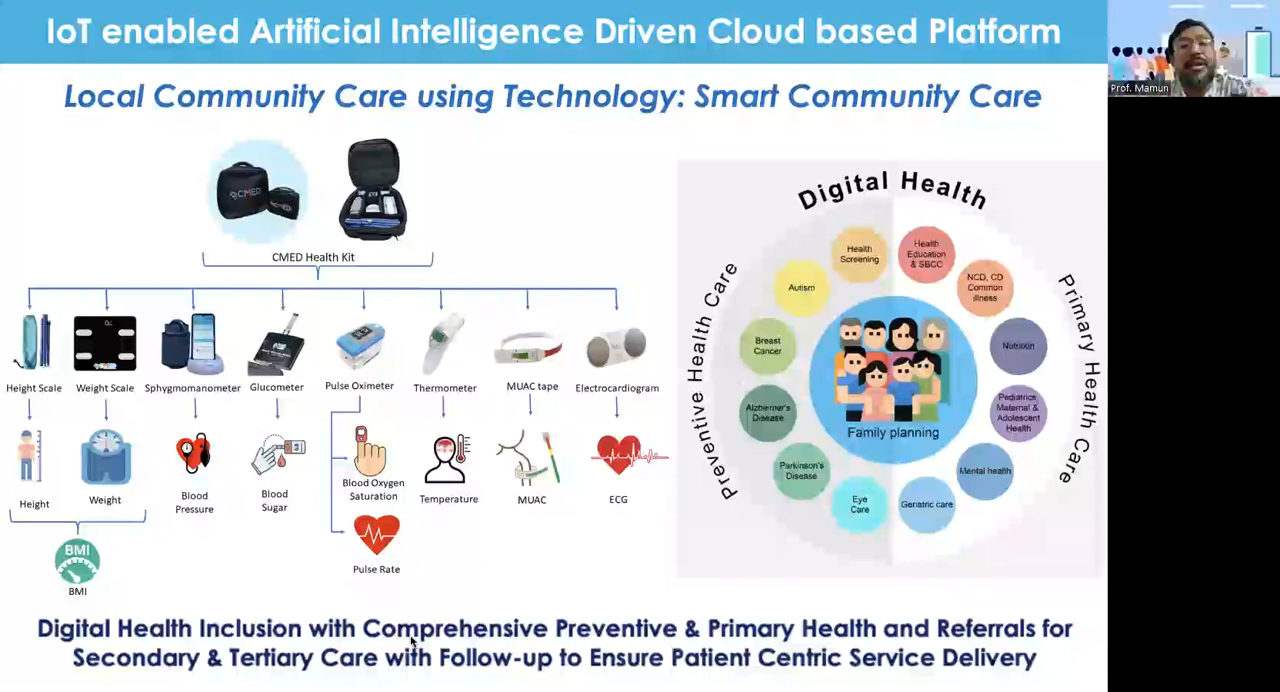 IoT enabled Artificial Intelligence Driven Cloud based Platform
Local Community Care using Technology: Smart Community Care
Prof. Mamun
CMED
CMED Health Kit
Height Scale
Weight Scale
Sphygmomanometer
Glucometer
Pulse Oximeter
Thermometer
MUAC tape
Electrocardiogram
Height
Weight
Blood
Pressure
Blood
Sugar
Blood Oxygen
Saturation
Temperature
MUAC
ECG
Pulse Rate
BMI
BMI
Digital Health
Preventive Health Care
Primary Health Care
Health
Screening
Health
Education
& SBCC
Autism
NCD, CD
Common
illness
Breast
Cancer
Nutrition
Alzheimer's
Disease
Pediatrics
Maternal &
Adolescent
Health
Parkinson's
Disease
Mental health
Eye
Care
Geriatric care
Family planning
Digital Health Inclusion with Comprehensive Preventive & Primary Health and Referrals for
Secondary & Tertiary Care with Follow-up to Ensure Patient Centric Service Delivery